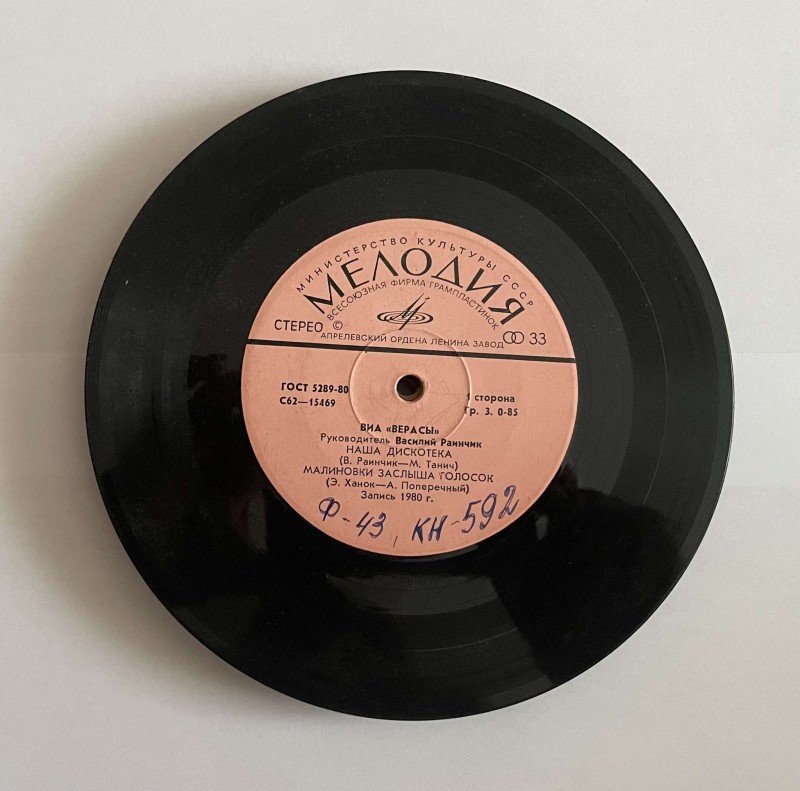 МИНИСТЕРСТВО КУЛЬТУРЫ СССР
МЕЛОДИЯ
ВСЕСОЮЗНАЯ ФИРМА ГРАМПЛАСТИНОК
СТЕРЕО ©
АПРЕЛЕВСКИЙ ОРДЕНА ЛЕНИНА ЗАВОД
33
ГОСТ 5289-80
С62—15469
1 сторона
Гр. 3. 0-85
ВИА «ВЕРАСЫ»
Руководитель Василий Раинчик
НАША ДИСКОТЕКА
(В. Раинчик—М. Танич)
МАЛИНОВКИ ЗАСЛЫША ГОЛОСОК
(Э. Ханок—А. Поперечный)
Запись 1980 г.
Ф-43, КН-592